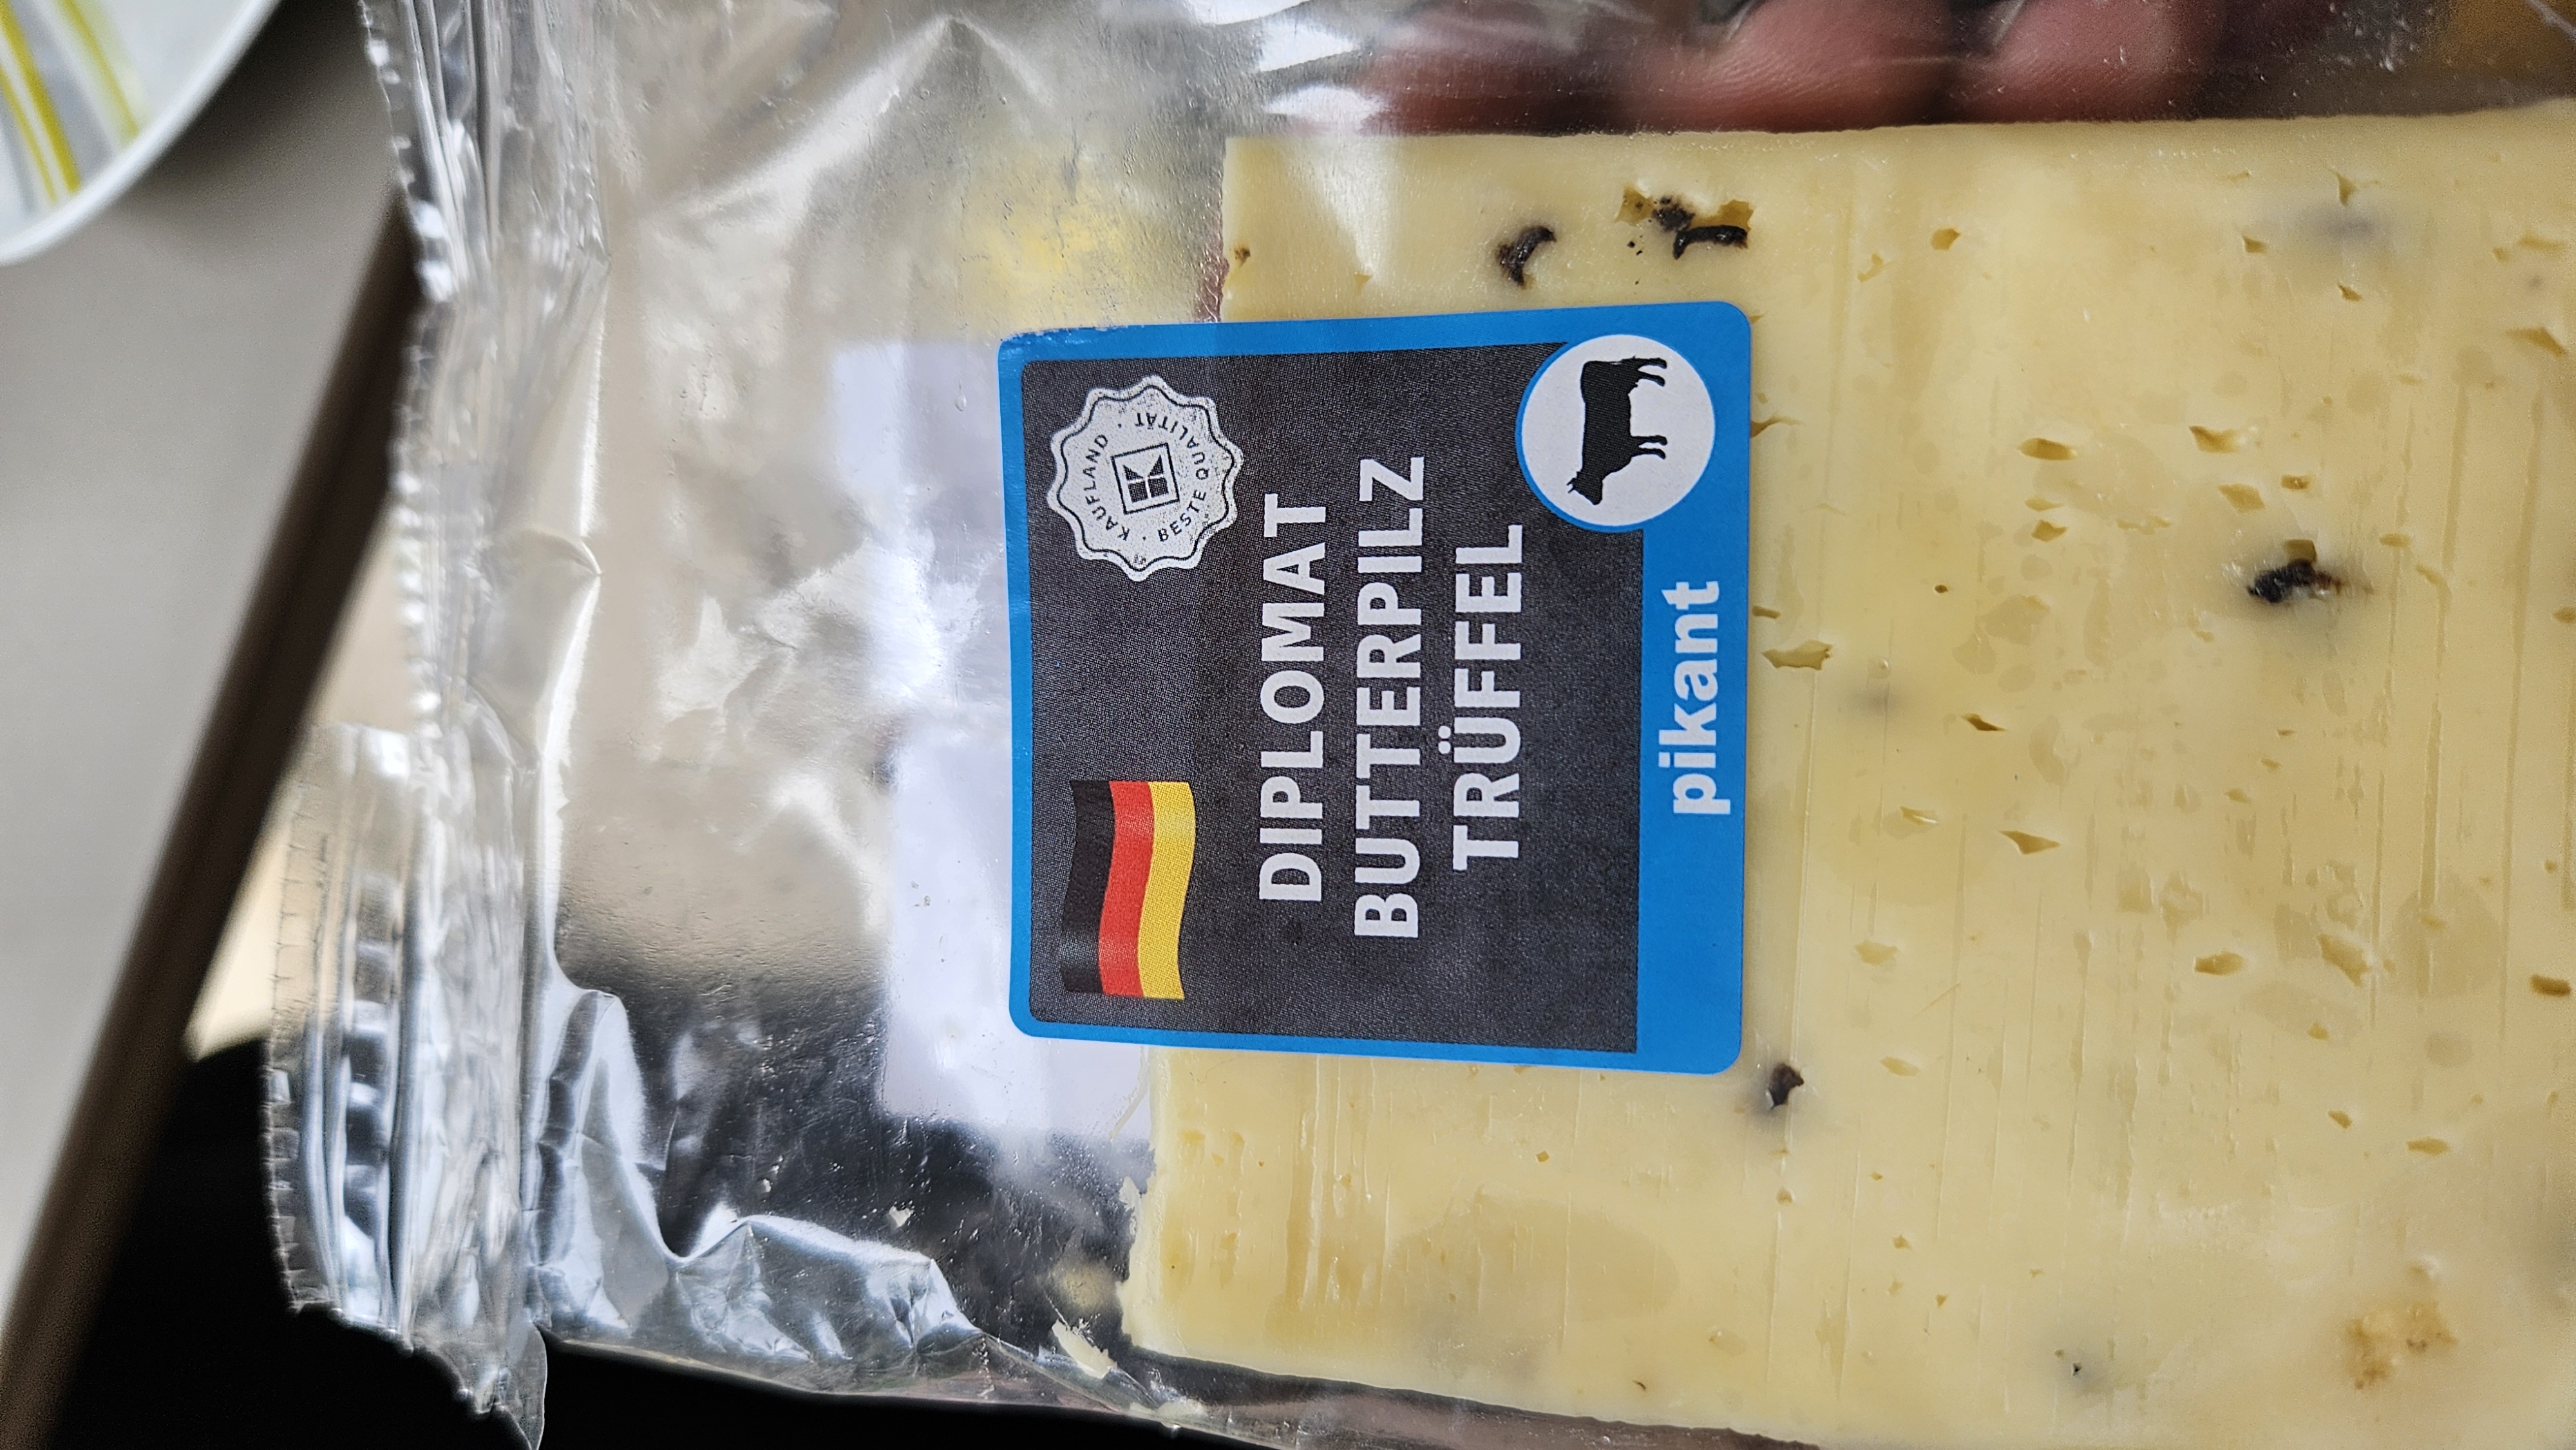 KAUFLAND · BESTE QUALITÄT ·
K
DIPLOMAT
BUTTERPILZ
TRÜFFEL
pikant